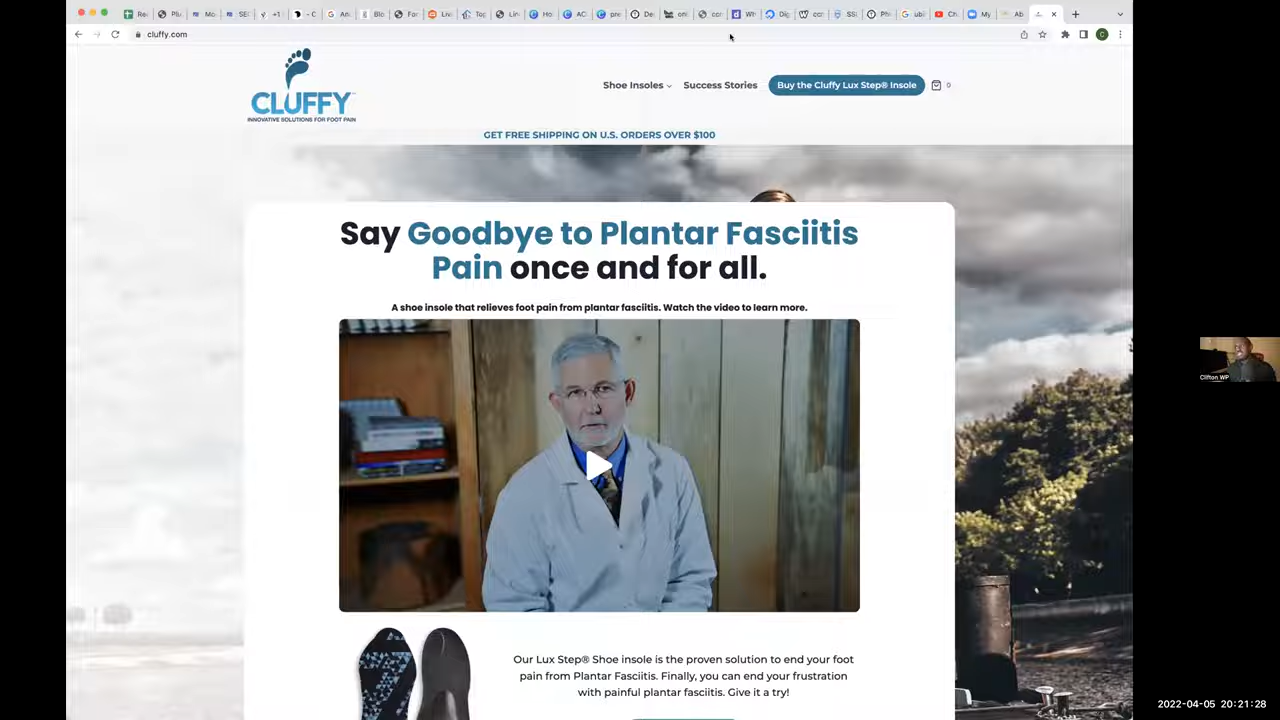 cluffy.com
CLUFFY
INNOVATIVE SOLUTIONS FOR FOOT PAIN
Shoe Insoles
Success Stories
Buy the Cluffy Lux Step® Insole
0
GET FREE SHIPPING ON U.S. ORDERS OVER $100
Say Goodbye to Plantar Fasciitis
Pain once and for all.
A shoe insole that relieves foot pain from plantar fasciitis. Watch the video to learn more.
Our Lux Step® Shoe insole is the proven solution to end your foot
pain from Plantar Fasciitis. Finally, you can end your frustration
with painful plantar fasciitis. Give it a try!
Clifton WP
2022-04-05 20:21:28